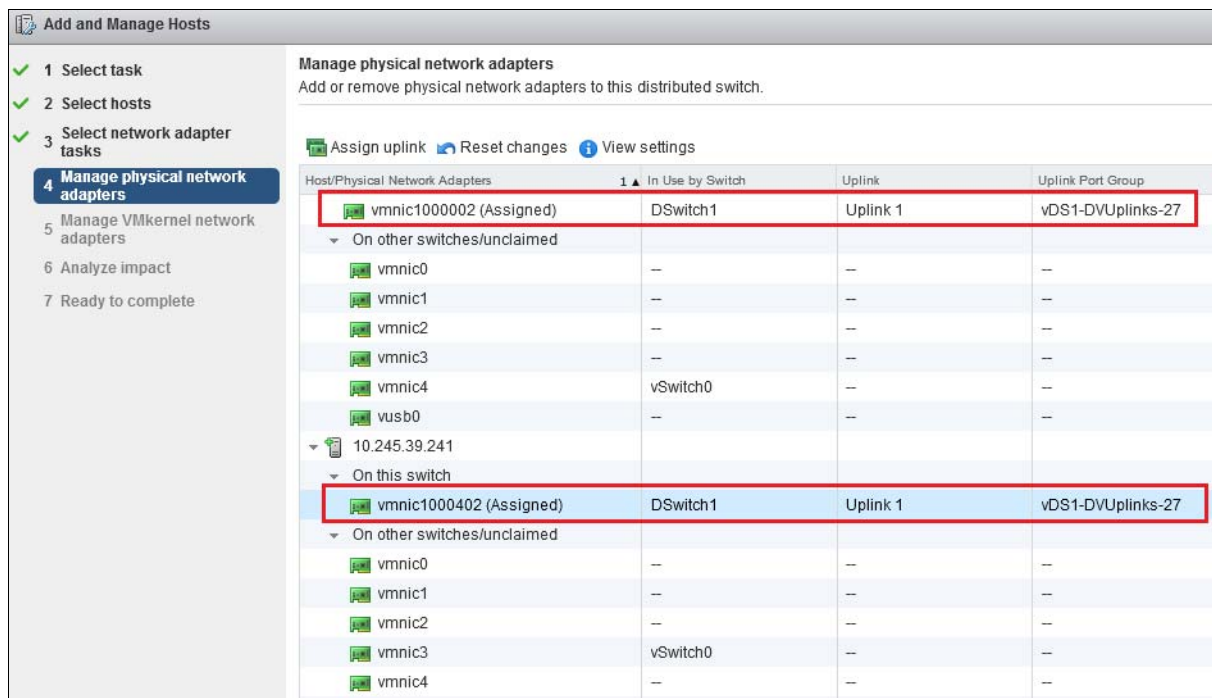 Add and Manage Hosts
1 Select task
2 Select hosts
3 Select network adapter
tasks
4 Manage physical network
adapters
5 Manage VMkernel network
adapters
6 Analyze impact
7 Ready to complete
Manage physical network adapters
Add or remove physical network adapters to this distributed switch.
Assign uplink Reset changes View settings
Host/Physical Network Adapters 1 ▲ In Use by Switch Uplink Uplink Port Group
vmnic1000002 (Assigned) DSwitch1 Uplink 1 vDS1-DVUplinks-27
On other switches/unclaimed
vmnic0 -- -- --
vmnic1 -- -- --
vmnic2 -- -- --
vmnic3 -- -- --
vmnic4 vSwitch0 -- --
vusb0 -- -- --
10.245.39.241
On this switch
vmnic1000402 (Assigned) DSwitch1 Uplink 1 vDS1-DVUplinks-27
On other switches/unclaimed
vmnic0 -- -- --
vmnic1 -- -- --
vmnic2 -- -- --
vmnic3 vSwitch0 -- --
vmnic4 -- -- --